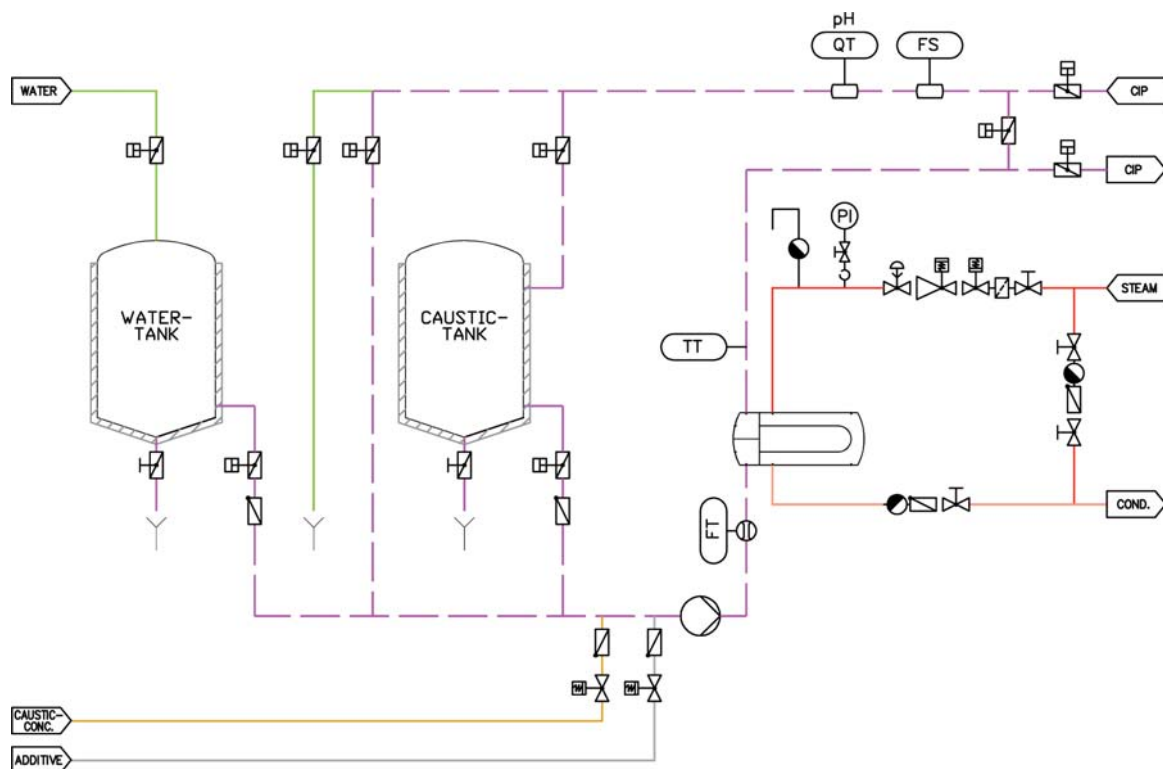 pH
QT
FS
WATER
CIP
CIP
PI
STEAM
WATER-
TANK
CAUSTIC-
TANK
TT
COND.
FT
CAUSTIC-
CONC.
ADDITIVE